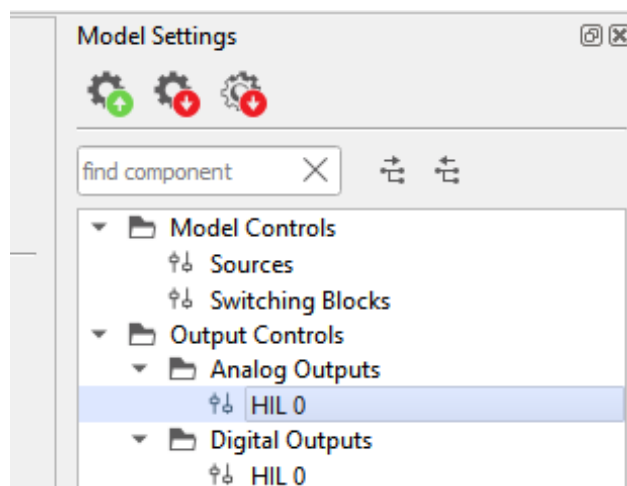 Model Settings
find component
Model Controls
Sources
Switching Blocks
Output Controls
Analog Outputs
HIL 0
Digital Outputs
HIL 0